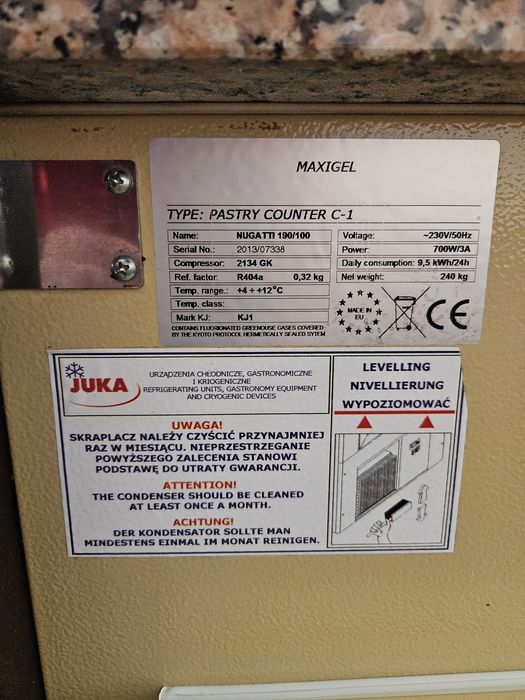 MAXIGEL
TYPE: PASTRY COUNTER C-1
Name: NUGATTI 190/100 Voltage: ~230V/50Hz
Serial No.: 2013/07338 Power: 700W/3A
Compressor: 2134 GK Daily consumption: 9,5 kWh/24h
Ref. factor: R404a 0,32 kg Net weight: 240 kg
Temp. range.: +4 ÷ +12°C
Temp. class:
Mark KJ: KJ1
MADE IN
EU
CE
CONTAINS FLUORIONATED GREENOUSE GASES COVERED
BY THE KYOTO PROTOCOL HERMETICALLY SEALED SYTEM
JUKA
URZĄDZENIA CHŁODNICZE, GASTRONOMICZNE
I KRIOGENICZNE
REFRIGERATING UNITS, GASTRONOMY EQUIPMENT
AND CRYOGENIC DEVICES
UWAGA!
SKRAPLACZ NALEŻY CZYŚCIĆ PRZYNAJMNIEJ
RAZ W MIESIĄCU. NIEPRZESTRZEGANIE
POWYŻSZEGO ZALECENIA STANOWI
PODSTAWĘ DO UTRATY GWARANCJI.
ATTENTION!
THE CONDENSER SHOULD BE CLEANED
AT LEAST ONCE A MONTH.
ACHTUNG!
DER KONDENSATOR SOLLTE MAN
MINDESTENS EINMAL IM MONAT REINIGEN.
LEVELLING
NIVELLIERUNG
WYPOZIOMOWAĆ